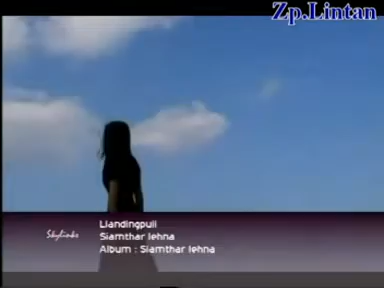 Zp.Lintan
Liandingpuii
Skylinks
Siamthar lehna
Album : Siamthar lehna